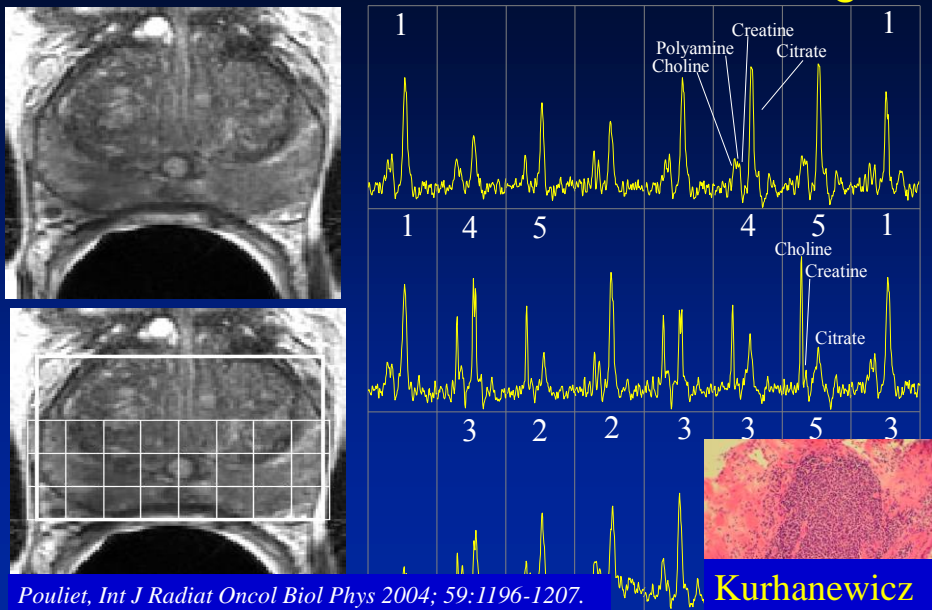 1 1
Creatine
Polyamine
Citrate
Choline
1 4 5 4 5 1
Choline
Creatine
Citrate
3 2 2 3 3 5 3
Pouliet, Int J Radiat Oncol Biol Phys 2004; 59:1196-1207.
Kurhanewicz